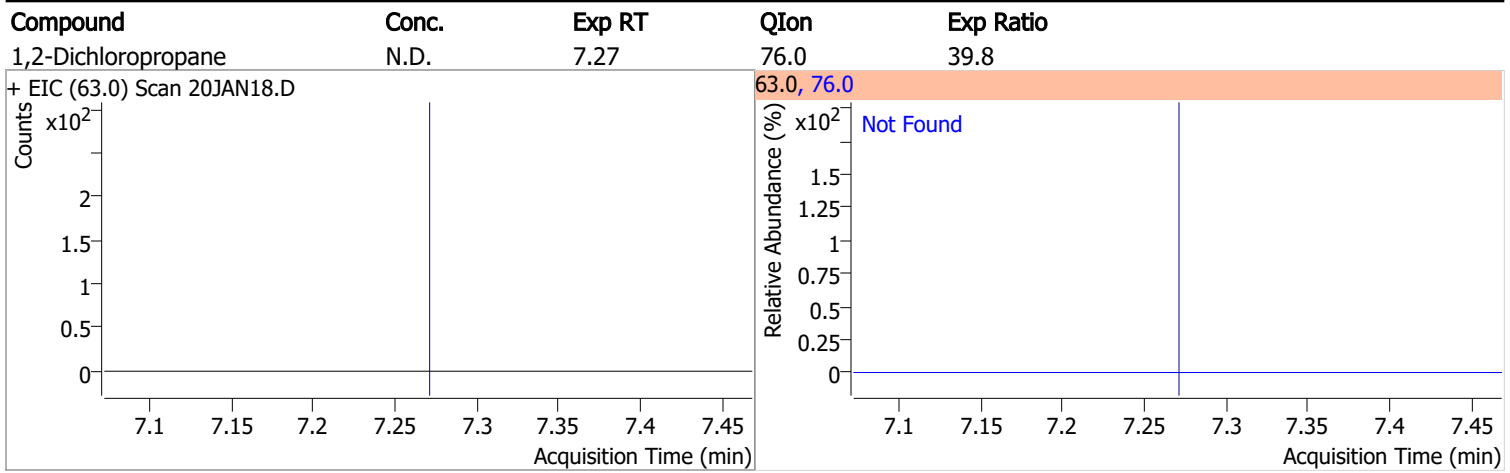 Compound Conc. Exp RT QIon Exp Ratio
1,2-Dichloropropane N.D. 7.27 76.0 39.8
+ EIC (63.0) Scan 20JAN18.D
Counts
x10²
2
1.5
1
0.5
0
7.1 7.15 7.2 7.25 7.3 7.35 7.4 7.45
Acquisition Time (min)
63.0, 76.0
Relative Abundance (%)
x10²
Not Found
1.5
1.25
1
0.75
0.5
0.25
0
7.1 7.15 7.2 7.25 7.3 7.35 7.4 7.45
Acquisition Time (min)